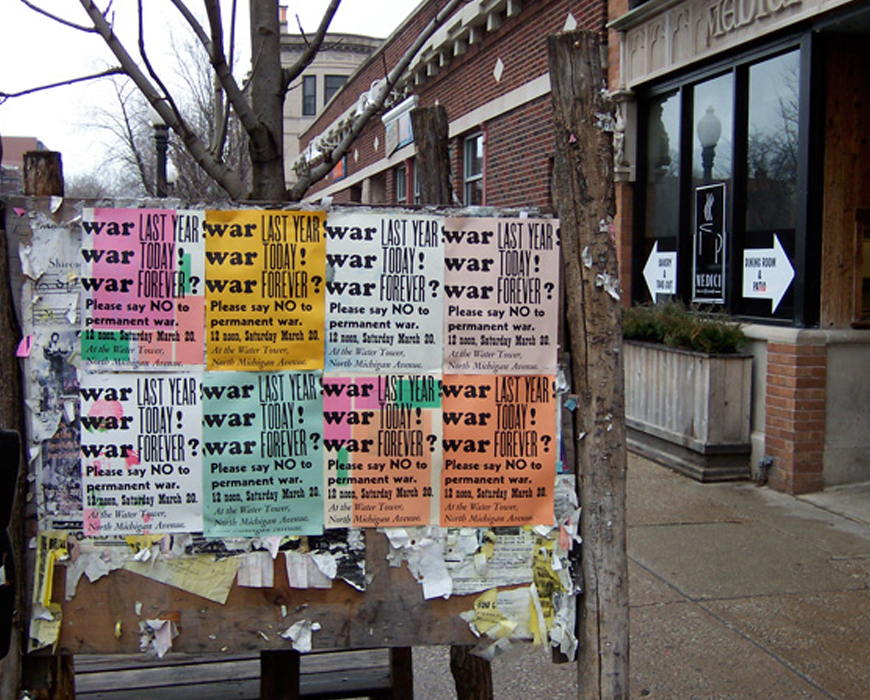 MEDICI
MEDICI
BAKERY
&
TAKE OUT
DINING ROOM
&
PATIO
war LAST YEAR:
war TODAY!
war FOREVER?
Please say NO to
permanent war.
12 noon, Saturday March 20.
At the Water Tower,
North Michigan Avenue.
war LAST YEAR:
war TODAY!
war FOREVER?
Please say NO to
permanent war.
12 noon, Saturday March 20.
At the Water Tower,
North Michigan Avenue.
war LAST YEAR:
war TODAY!
war FOREVER?
Please say NO to
permanent war.
12 noon, Saturday March 20.
At the Water Tower,
North Michigan Avenue.
war LAST YEAR:
war TODAY!
war FOREVER?
Please say NO to
permanent war.
12 noon, Saturday March 20.
At the Water Tower,
North Michigan Avenue.
war LAST YEAR:
war TODAY!
war FOREVER?
Please say NO to
permanent war.
12 noon, Saturday March 20.
At the Water Tower,
North Michigan Avenue.
war LAST YEAR:
war TODAY!
war FOREVER?
Please say NO to
permanent war.
12 noon, Saturday March 20.
At the Water Tower,
North Michigan Avenue.
war LAST YEAR:
war TODAY!
war FOREVER?
Please say NO to
permanent war.
12 noon, Saturday March 20.
At the Water Tower,
North Michigan Avenue.
war LAST YEAR:
war TODAY!
war FOREVER?
Please say NO to
permanent war.
12 noon, Saturday March 20.
At the Water Tower,
North Michigan Avenue.